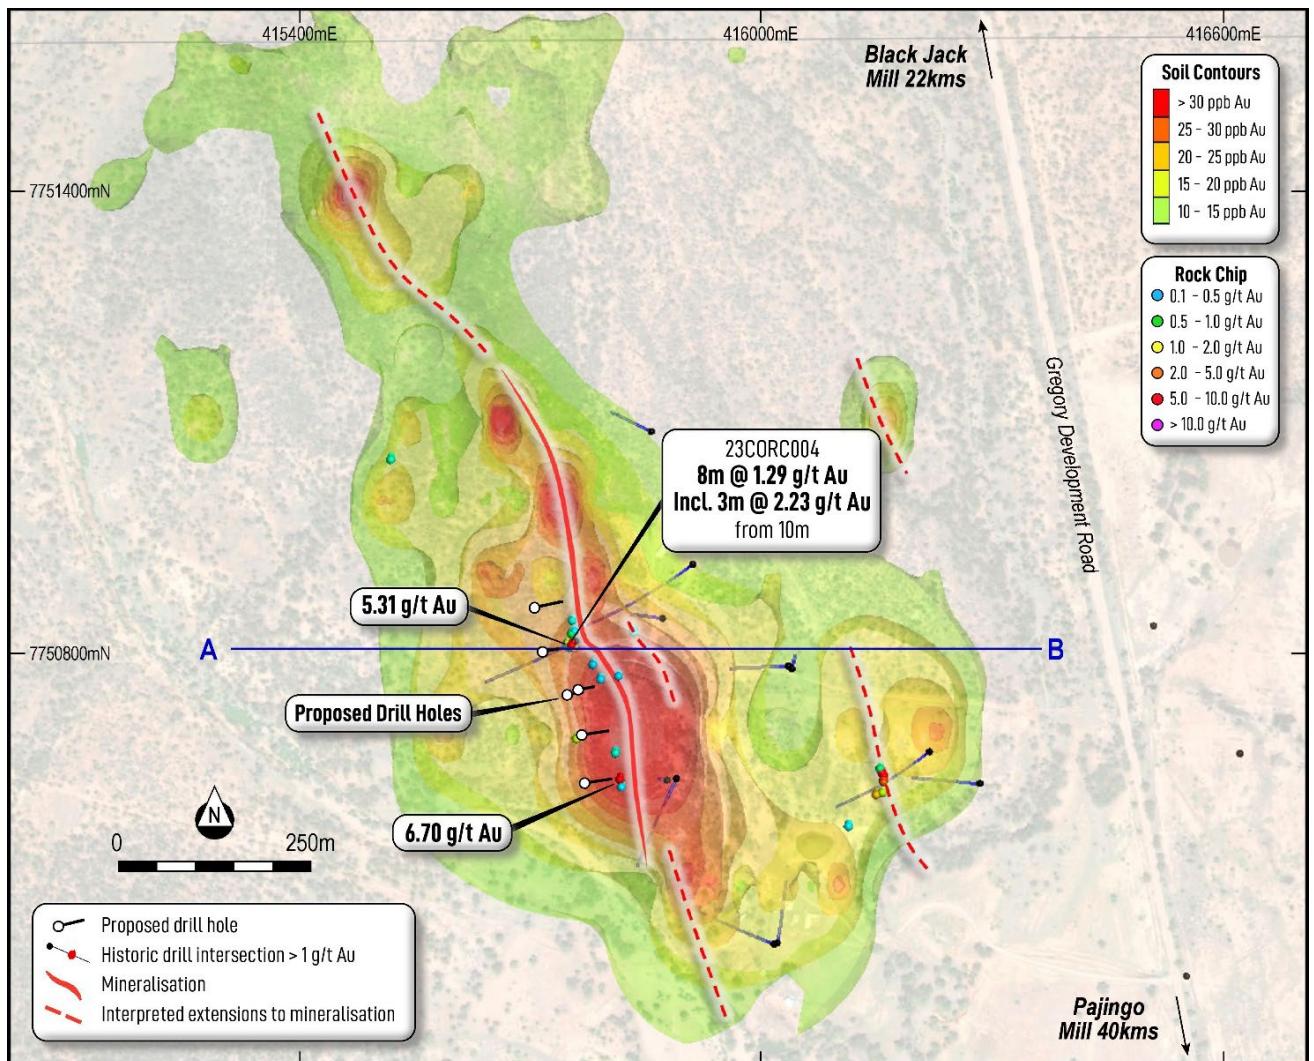 415400mE
416000mE
416600mE
Black Jack
Mill 22kms
Soil Contours
> 30 ppb Au
25 - 30 ppb Au
20 - 25 ppb Au
15 - 20 ppb Au
10 - 15 ppb Au
7751400mN
Rock Chip
0.1 - 0.5 g/t Au
0.5 - 1.0 g/t Au
1.0 - 2.0 g/t Au
2.0 - 5.0 g/t Au
5.0 - 10.0 g/t Au
> 10.0 g/t Au
Gregory Development Road
23CORC004
8m @ 1.29 g/t Au
Incl. 3m @ 2.23 g/t Au
from 10m
5.31 g/t Au
7750800mN
A
B
Proposed Drill Holes
N
0 250m
6.70 g/t Au
Proposed drill hole
Historic drill intersection > 1 g/t Au
Mineralisation
Interpreted extensions to mineralisation
Pajingo
Mill 40kms